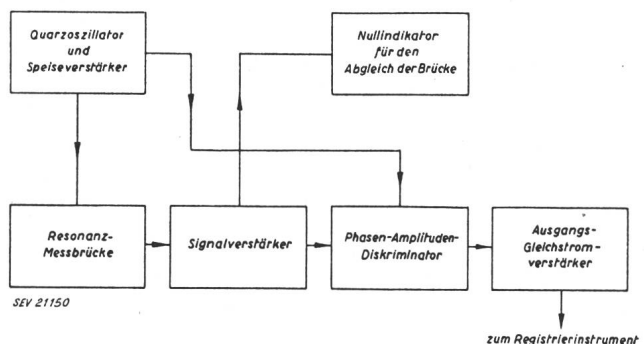 Quarzoszillator
und
Speiseverstärker
Nullindikator
für den
Abgleich der Brücke
Resonanz-
Messbrücke
Signalverstärker
Phasen-Amplituden-
Diskriminator
Ausgangs-
Gleichstrom-
verstärker
SEV 21150
zum Registrierinstrument